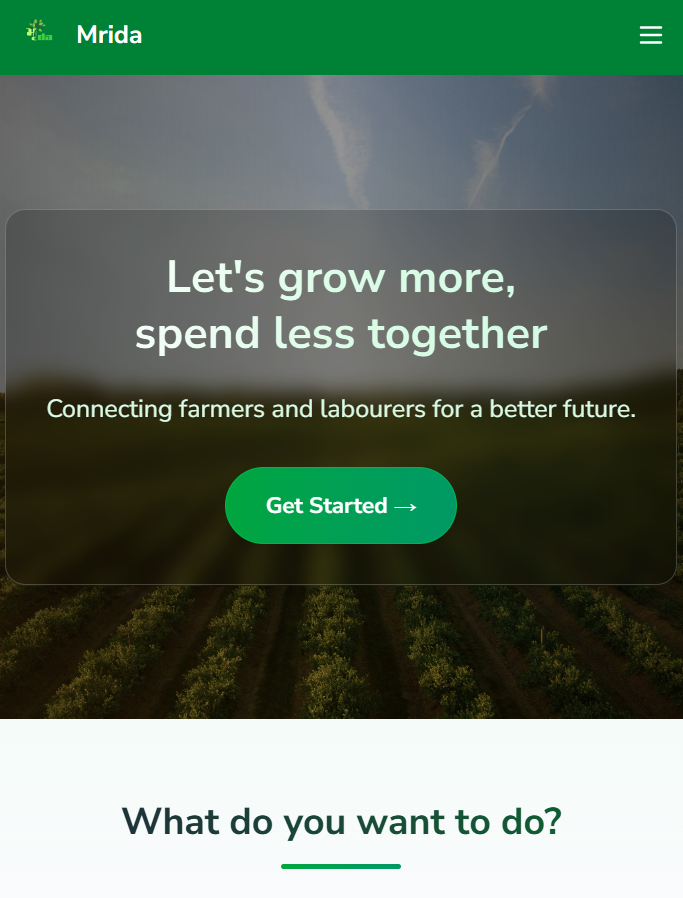 Mrida
Let's grow more,
spend less together
Connecting farmers and labourers for a better future.
Get Started →
What do you want to do?